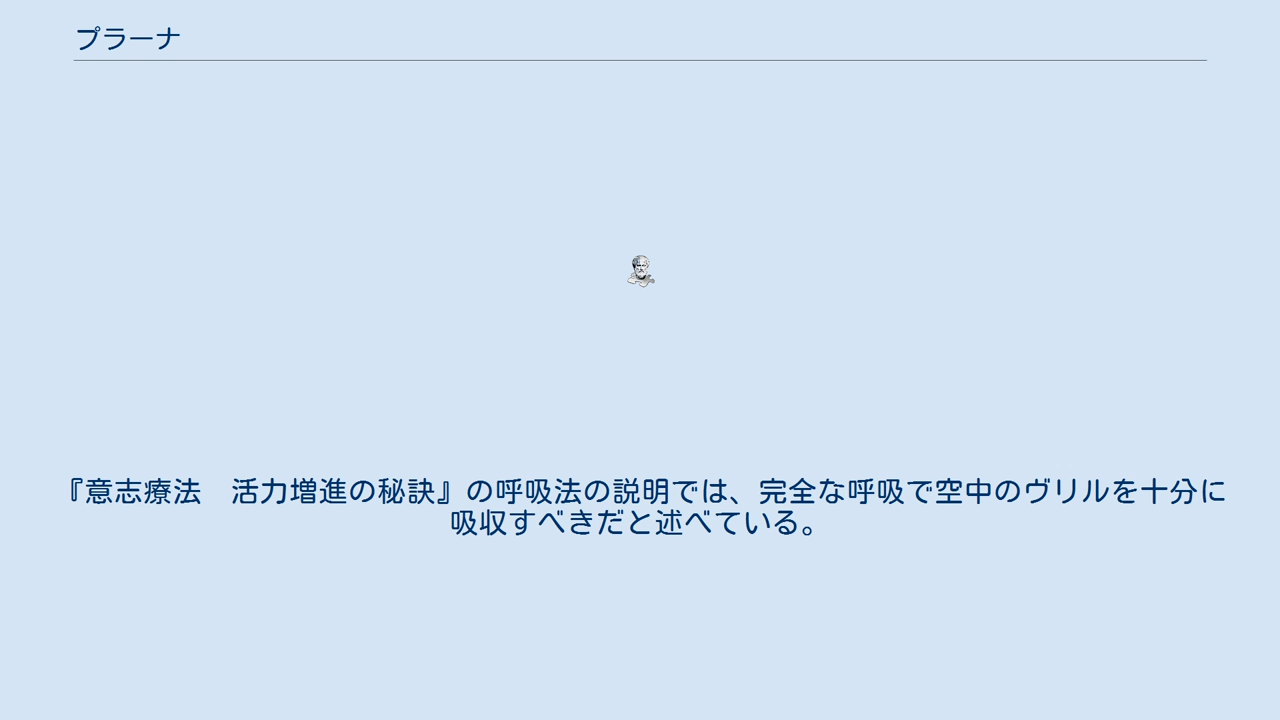 プラーナ
『意志療法　活力増進の秘訣』の呼吸法の説明では、完全な呼吸で空中のヴリルを十分に
吸収すべきだと述べている。